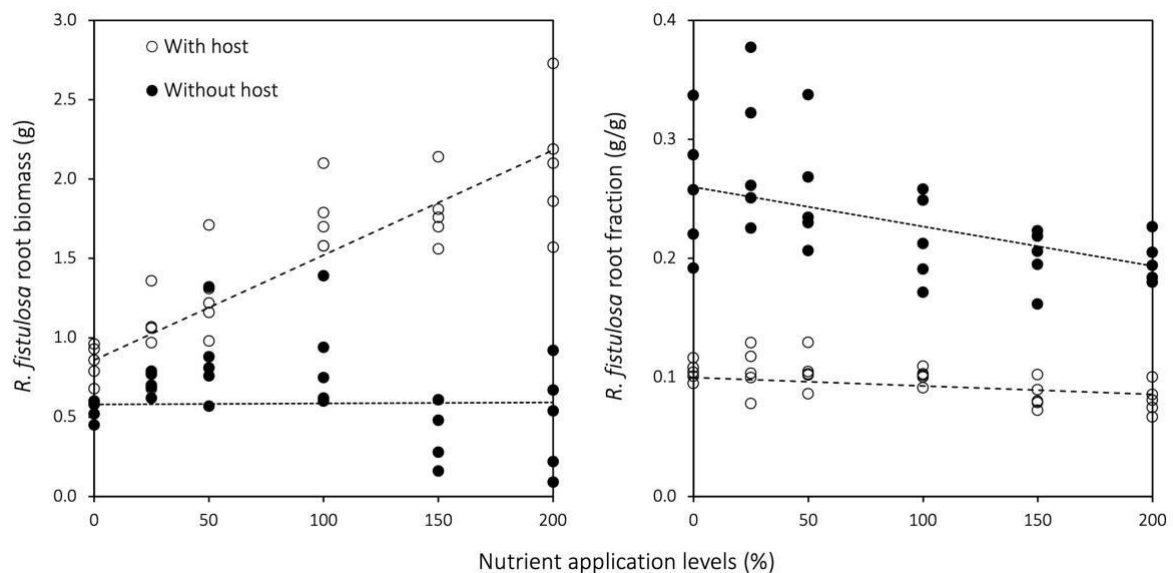 R. fistulosa root biomass (g)
3.0
2.5
2.0
1.5
1.0
0.5
0.0
With host
Without host
0 50 100 150 200
R. fistulosa root fraction (g/g)
0.4
0.3
0.2
0.1
0.0
0 50 100 150 200
Nutrient application levels (%)